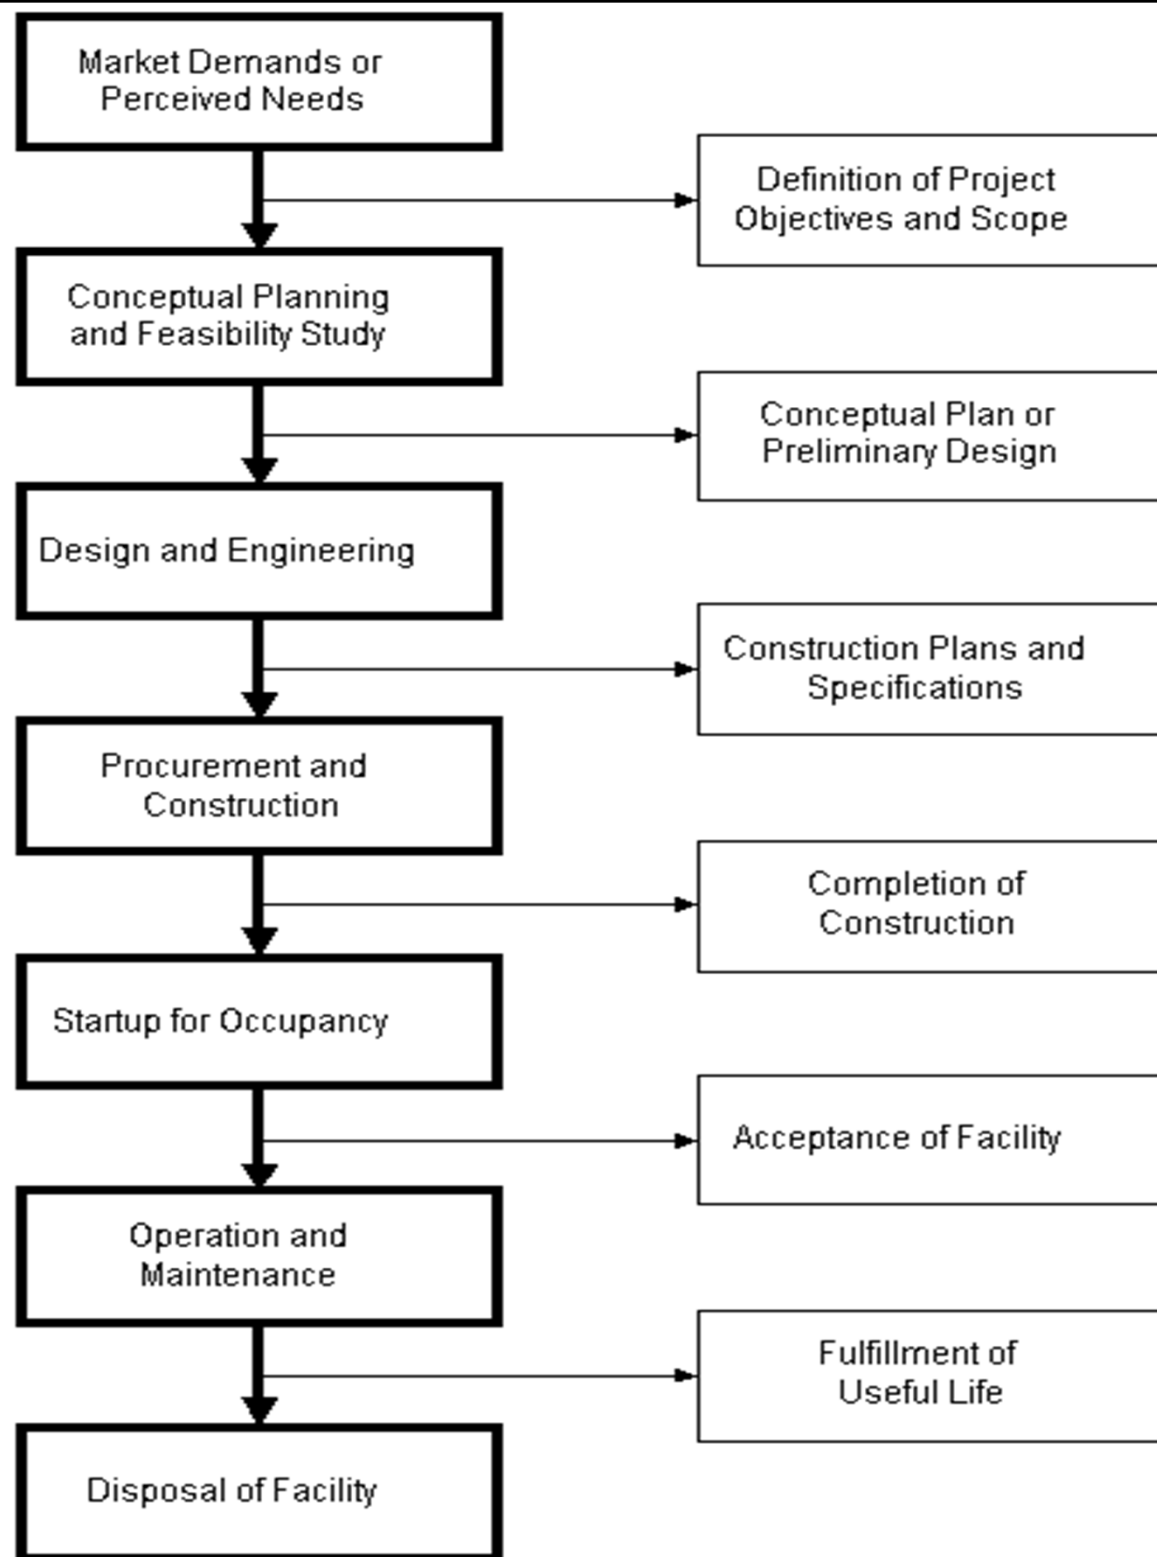 Market Demands or
Perceived Needs
Definition of Project
Objectives and Scope
Conceptual Planning
and Feasibility Study
Conceptual Plan or
Preliminary Design
Design and Engineering
Construction Plans and
Specifications
Procurement and
Construction
Completion of
Construction
Startup for Occupancy
Acceptance of Facility
Operation and
Maintenance
Fulfillment of
Useful Life
Disposal of Facility